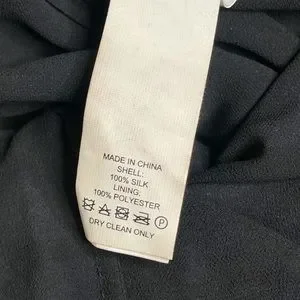 MADE IN CHINA
SHELL:
100% SILK
LINING:
100% POLYESTER
P
DRY CLEAN ONLY